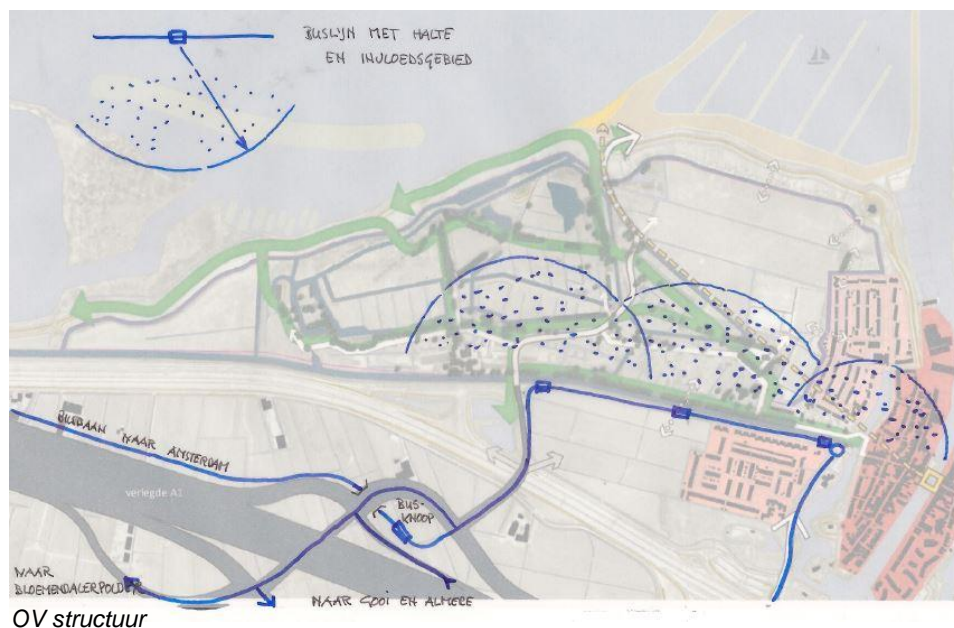 BUSLIJN MET HALTE
EN INVLOEDSGEBIED
BUSBAAN NAAR AMSTERDAM
verlegde A1
BUS-
KNOOP
NAAR
BLOEMENDALERPOLDER
NAAR GOOI EN ALMERE
OV structuur